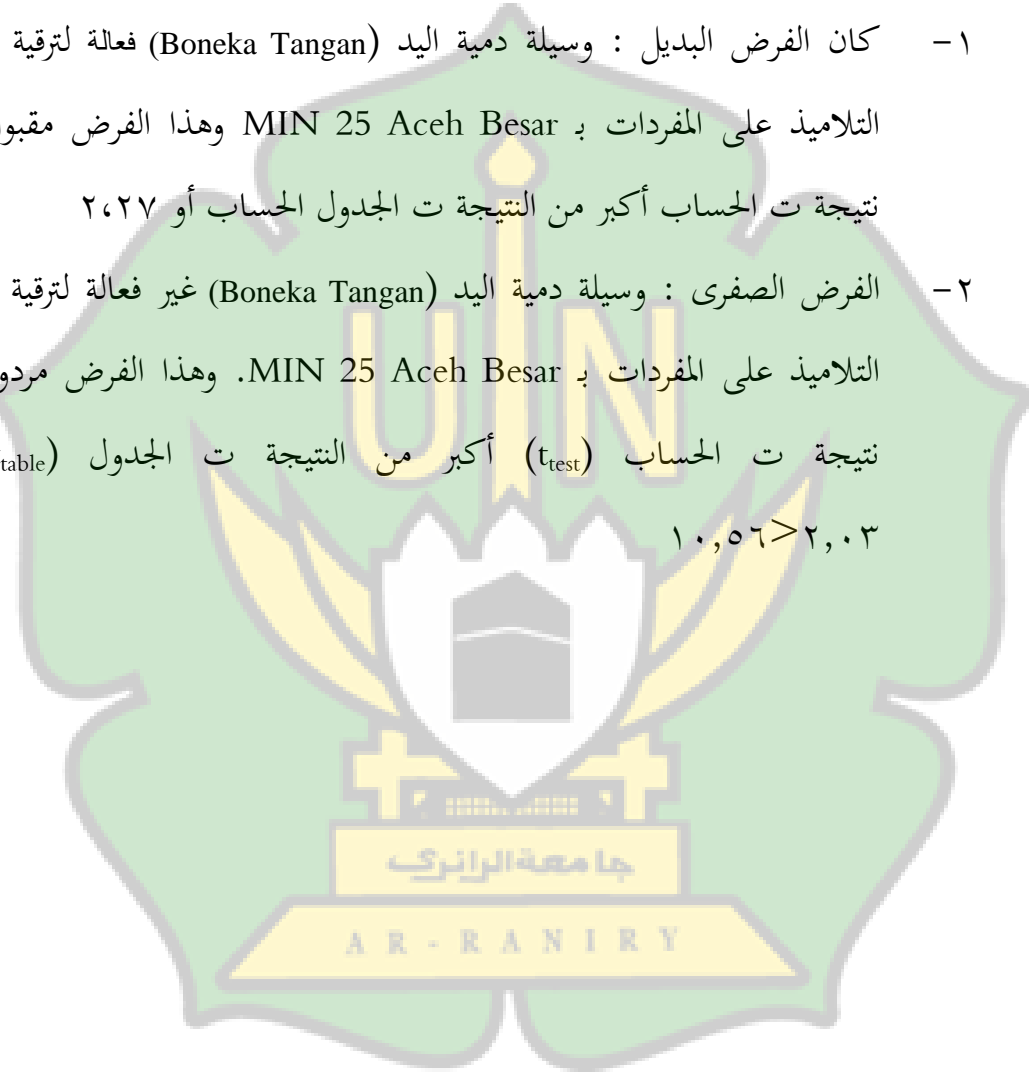 ١- كان الفرض البديل : وسيلة دمية اليد (Boneka Tangan) فعالة لترقية
التلاميذ على المفردات بـ MIN 25 Aceh Besar وهذا الفرض
نتيجة ت الحساب أكبر من النتيجة ت الجدول الحساب أو ٢،٢٧
٢- الفرض الصفرى : وسيلة دمية اليد (Boneka Tangan) غير فعالة لترقية
التلاميذ على المفردات بـ MIN 25 Aceh Besar. وهذا الفرض
نتيجة ت الحساب (t_test) أكبر من النتيجة ت الجدول (table
١٠,٥٦>٢,٠٣
UIN
جامعة الرانري
AR-RANIRY